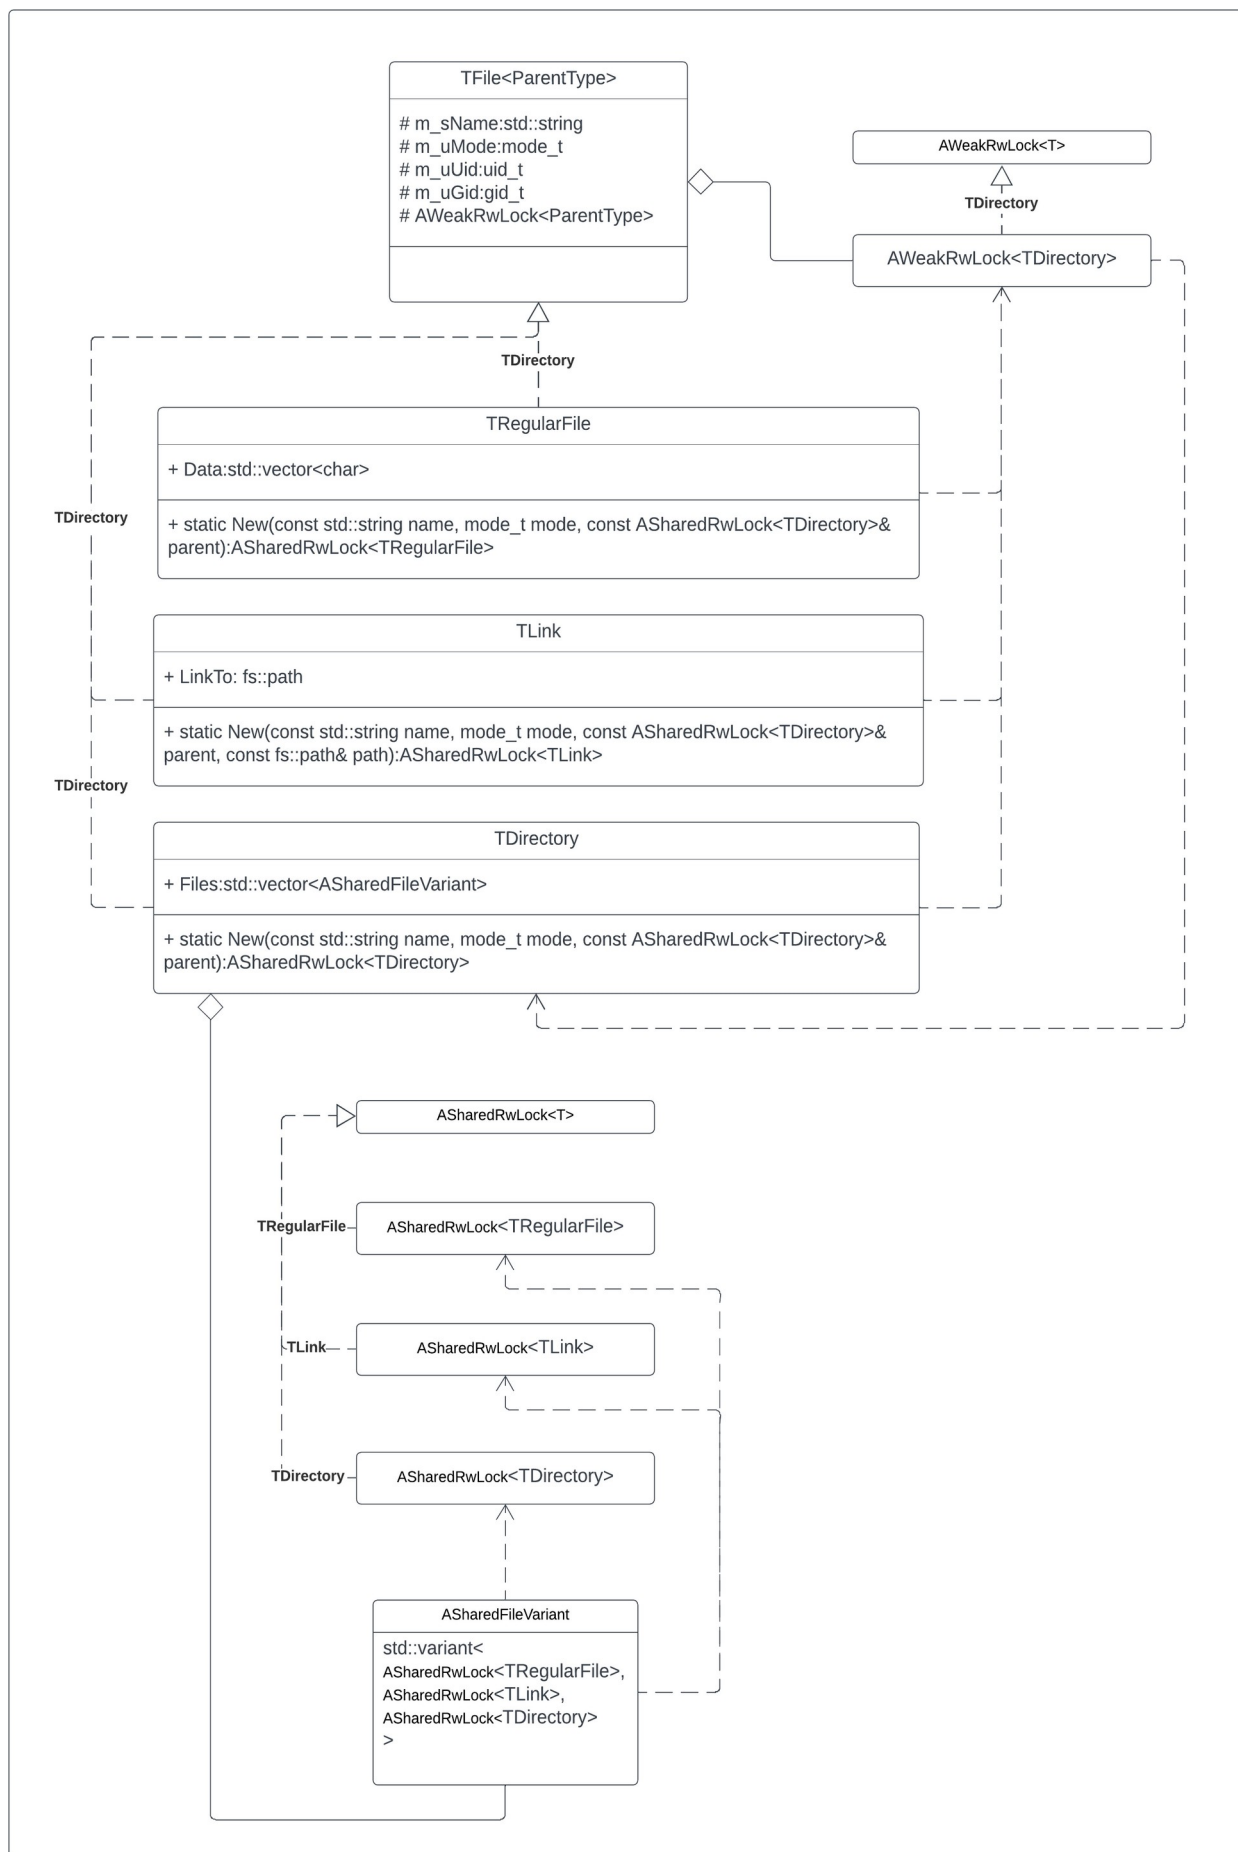 TFile<ParentType>
# m_sName:std::string
# m_uMode:mode_t
# m_uUid:uid_t
# m_uGid:gid_t
# AWeakRwLock<ParentType>
AWeakRwLock<T>
TDirectory
AWeakRwLock<TDirectory>
TDirectory
TRegularFile
+ Data:std::vector<char>
TDirectory
+ static New(const std::string name, mode_t mode, const ASharedRwLock<TDirectory>&
parent):ASharedRwLock<TRegularFile>
TLink
+ LinkTo: fs::path
+ static New(const std::string name, mode_t mode, const ASharedRwLock<TDirectory>&
parent, const fs::path& path):ASharedRwLock<TLink>
TDirectory
TDirectory
+ Files:std::vector<ASharedFileVariant>
+ static New(const std::string name, mode_t mode, const ASharedRwLock<TDirectory>&
parent):ASharedRwLock<TDirectory>
ASharedRwLock<T>
TRegularFile
ASharedRwLock<TRegularFile>
TLink
ASharedRwLock<TLink>
TDirectory
ASharedRwLock<TDirectory>
ASharedFileVariant
std::variant<
ASharedRwLock<TRegularFile>,
ASharedRwLock<TLink>,
ASharedRwLock<TDirectory>
>